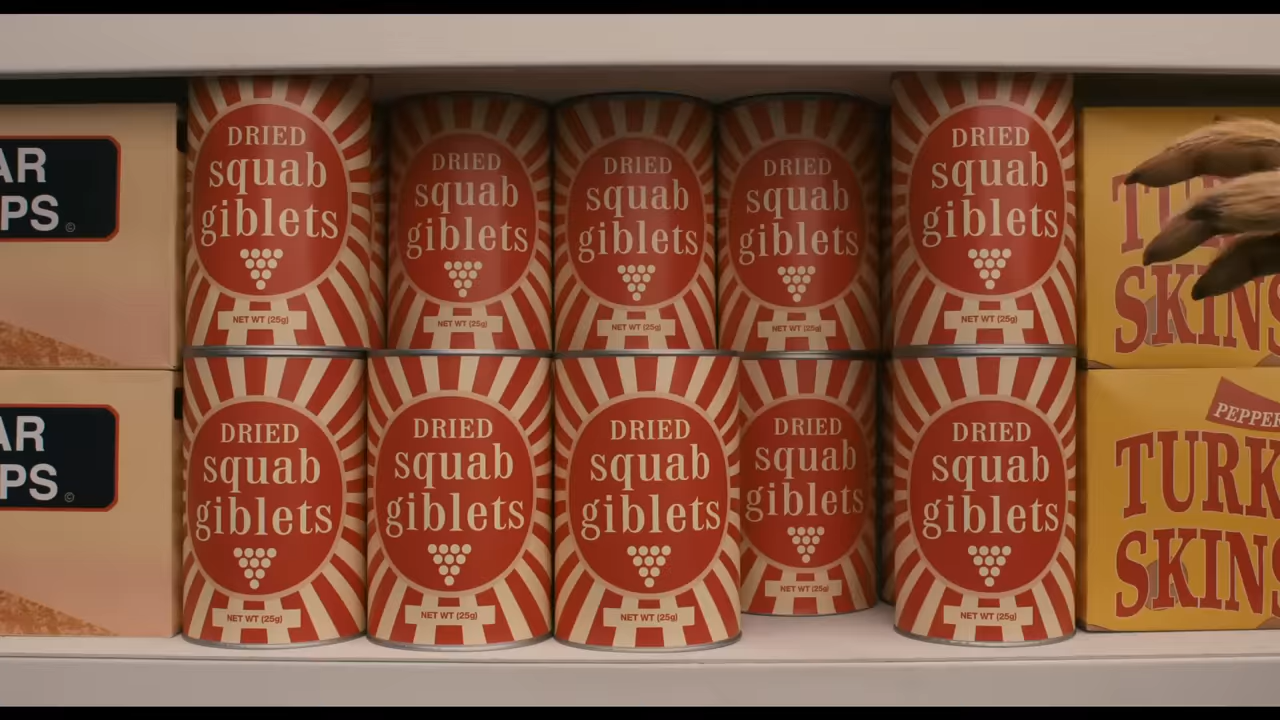 AR
PS©
DRIED
squab
giblets
NET WT (25g)
DRIED
squab
giblets
NET WT (25g)
DRIED
squab
giblets
NET WT (25g)
DRIED
squab
giblets
NET WT (25g)
DRIED
squab
giblets
NET WT (25g)
SKINS
AR
PS©
DRIED
squab
giblets
NET WT (25g)
DRIED
squab
giblets
NET WT (25g)
DRIED
squab
giblets
NET WT (25g)
DRIED
squab
giblets
NET WT (25g)
DRIED
squab
giblets
NET WT (25g)
PEPPER
TURK
SKINS